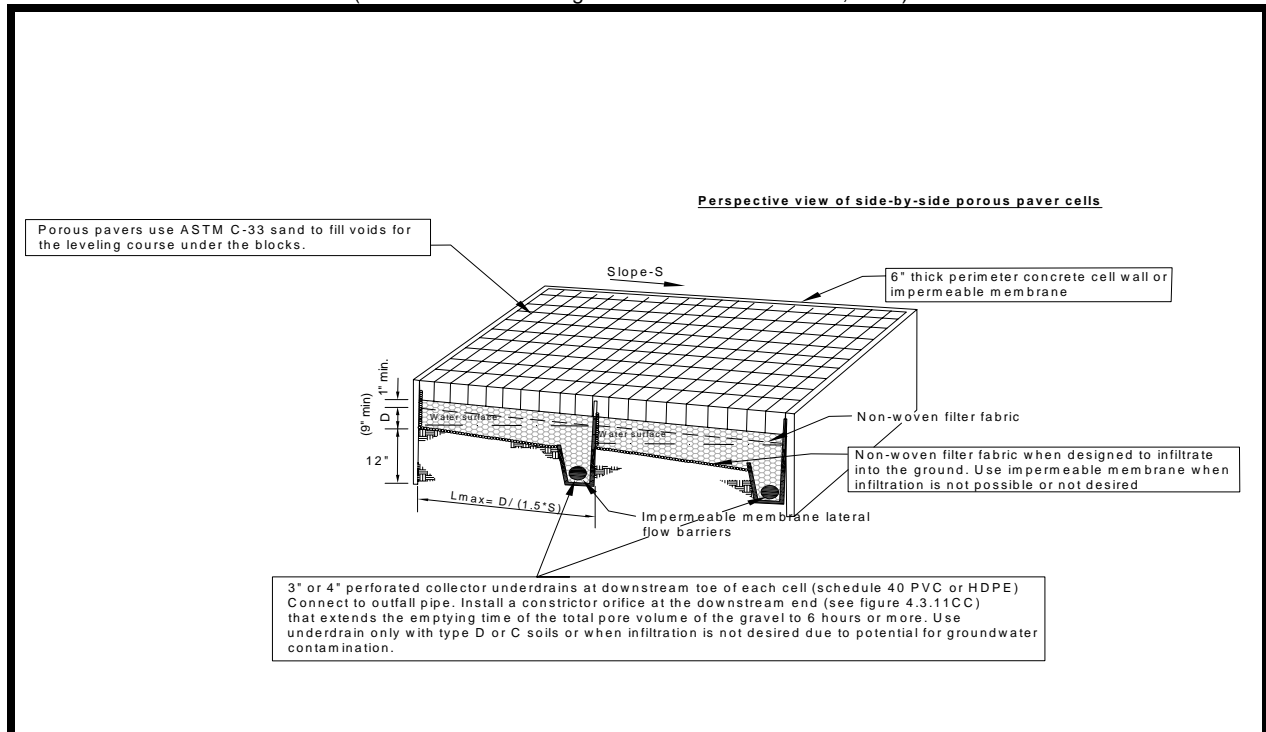 Perspective view of side-by-side porous paver cells
Porous pavers use ASTM C-33 sand to fill voids for
the leveling course under the blocks.
Slope-S
6" thick perimeter concrete cell wall or
impermeable membrane
1" min.
D
(9" min)
12"
Water surface
Water surface
Non-woven filter fabric
Non-woven filter fabric when designed to infiltrate
into the ground. Use impermeable membrane when
infiltration is not possible or not desired
Lmax= D/(1.5*S)
Impermeable membrane lateral
flow barriers
3" or 4" perforated collector underdrains at downstream toe of each cell (schedule 40 PVC or HDPE)
Connect to outfall pipe. Install a constrictor orifice at the downstream end (see figure 4.3.11CC)
that extends the emptying time of the total pore volume of the gravel to 6 hours or more. Use
underdrain only with type D or C soils or when infiltration is not desired due to potential for groundwater
contamination.